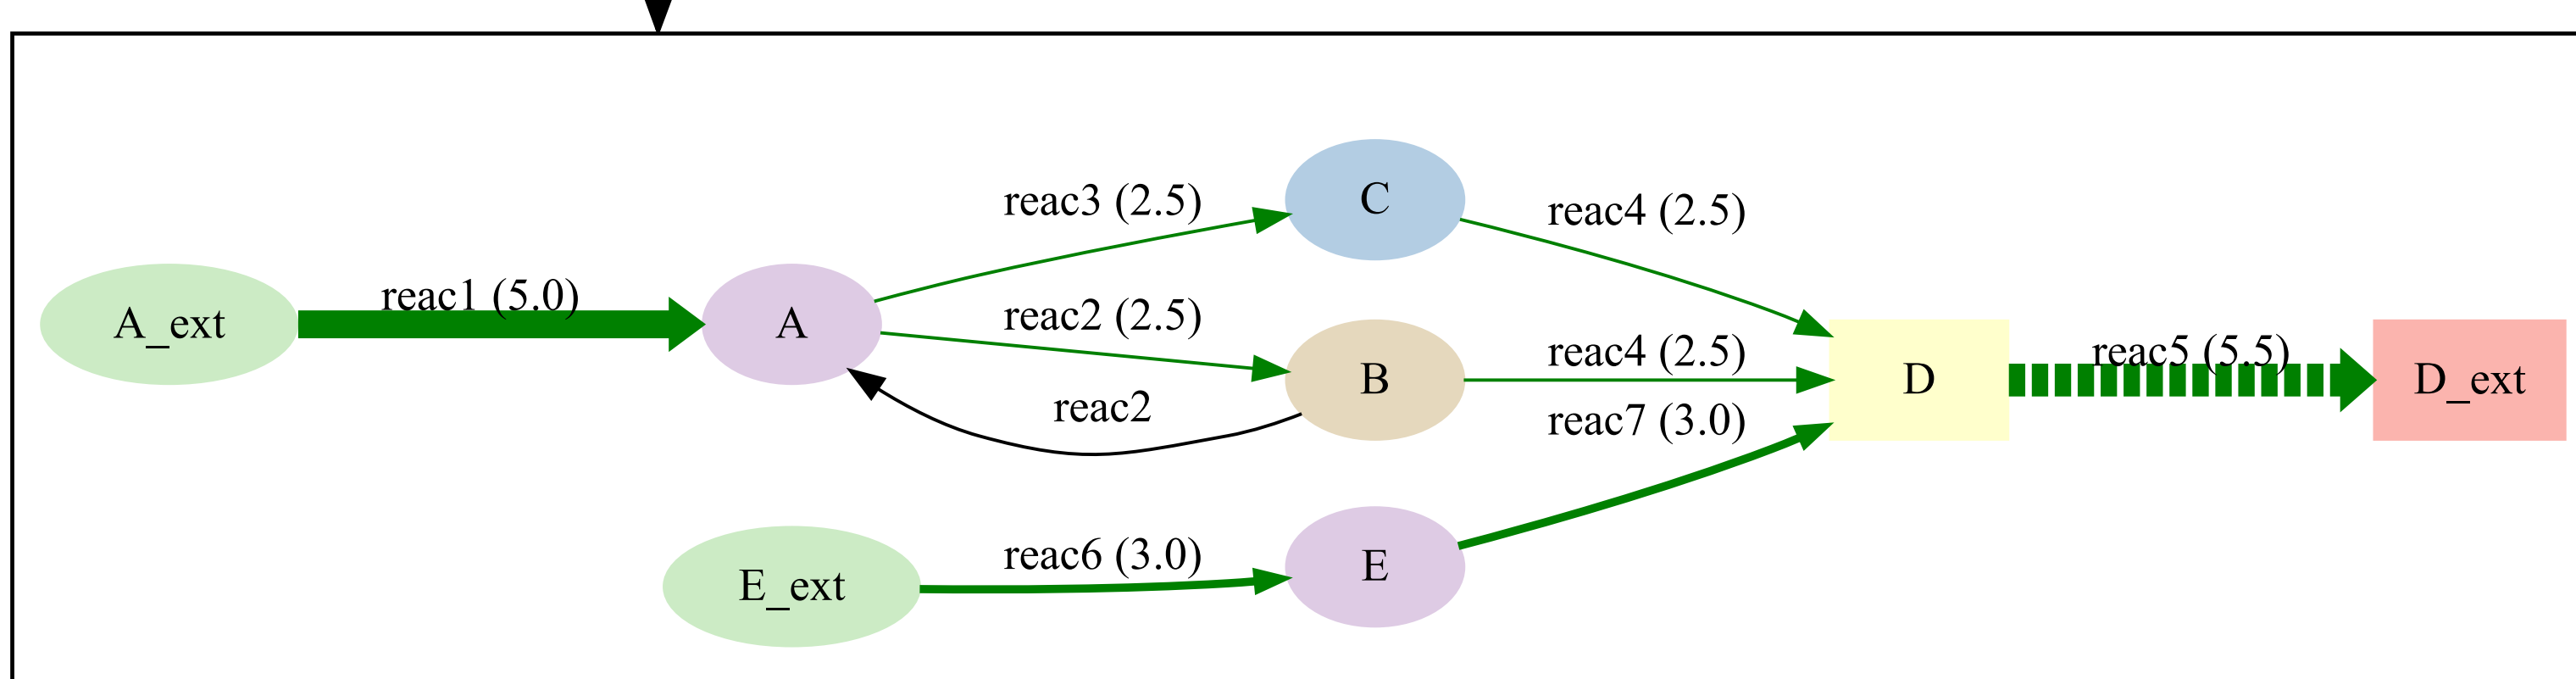 C
reac3 (2.5)
reac4 (2.5)
reac1 (5.0)
A_ext
A
reac2 (2.5)
reac4 (2.5)
reac5 (5.5)
B
D
D_ext
reac2
reac7 (3.0)
reac6 (3.0)
E
E_ext